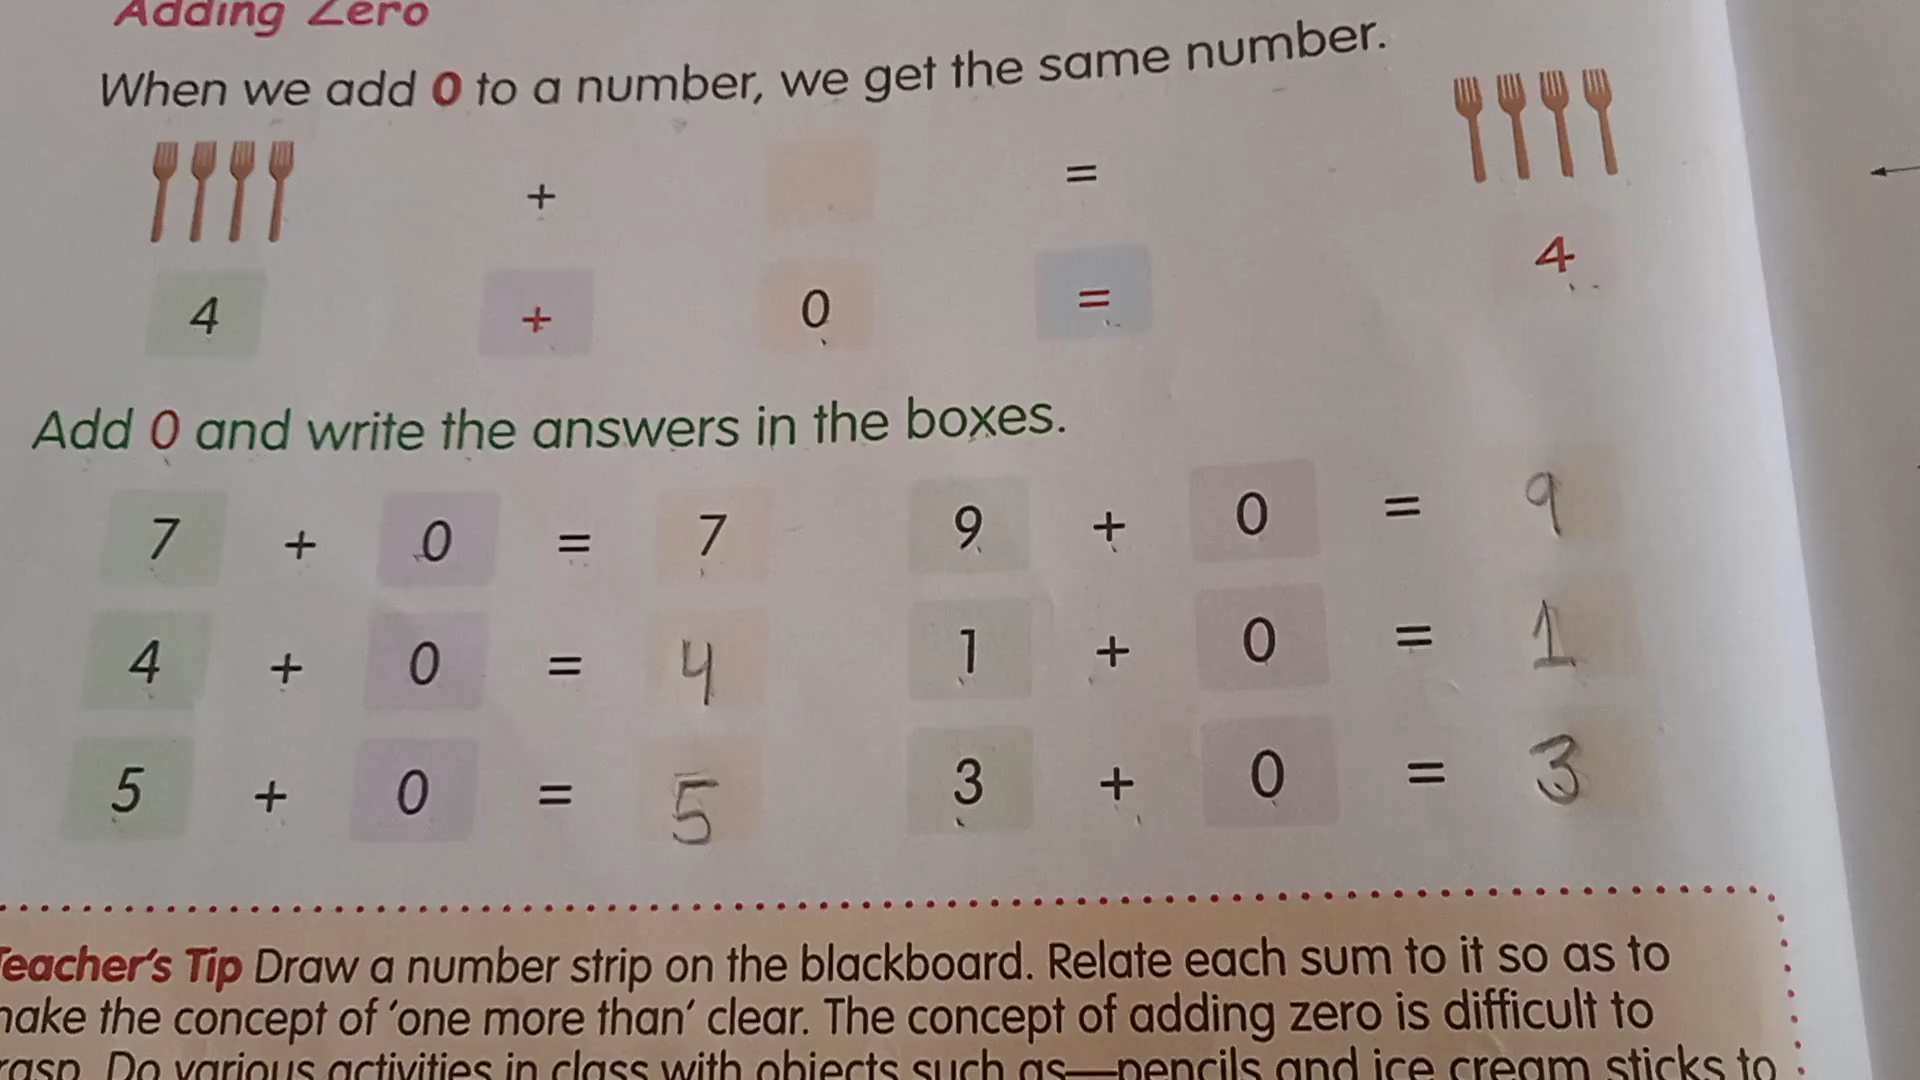 Adding Zero
When we add 0 to a number, we get the same number.
+ =
4 + 0 = 4
Add 0 and write the answers in the boxes.
7 + 0 = 7 9 + 0 = 9
4 + 0 = 4 1 + 0 = 1
5 + 0 = 5 3 + 0 = 3
Teacher's Tip Draw a number strip on the blackboard. Relate each sum to it so as to
make the concept of 'one more than' clear. The concept of adding zero is difficult to
Do various activities in class with objects such as—pencils and ice cream sticks to